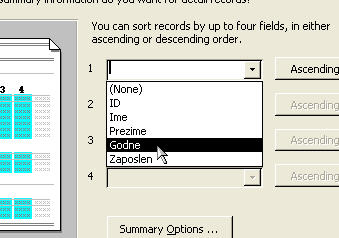 summary information do you want for detail records?
You can sort records by up to four fields, in either
ascending or descending order.
1
Ascending
(None)
ID
Ime
Prezime
Godne
Zaposlen
2
Ascending
3
Ascending
4
Ascending
3 4
Summary Options ...